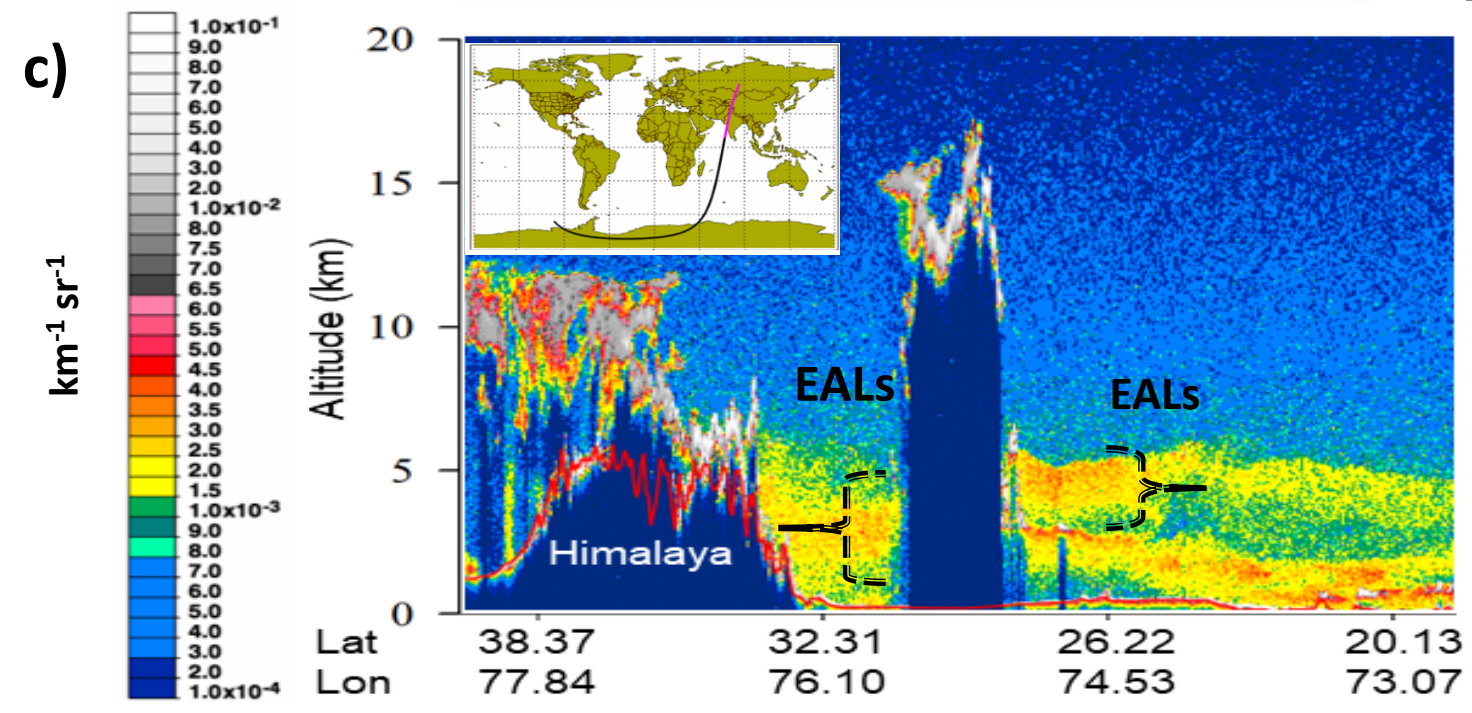 c)
km-1 sr-1
1.0x10-1
9.0
8.0
7.0
6.0
5.0
4.0
3.0
2.0
1.0x10-2
8.0
7.5
7.0
6.5
6.0
5.5
5.0
4.5
4.0
3.5
3.0
2.5
2.0
1.5
1.0x10-3
9.0
8.0
7.0
6.0
5.0
4.0
3.0
2.0
1.0x10-4
Altitude (km)
20
15
10
5
0
EALs
EALs
Himalaya
Lat 38.37 32.31 26.22 20.13
Lon 77.84 76.10 74.53 73.07